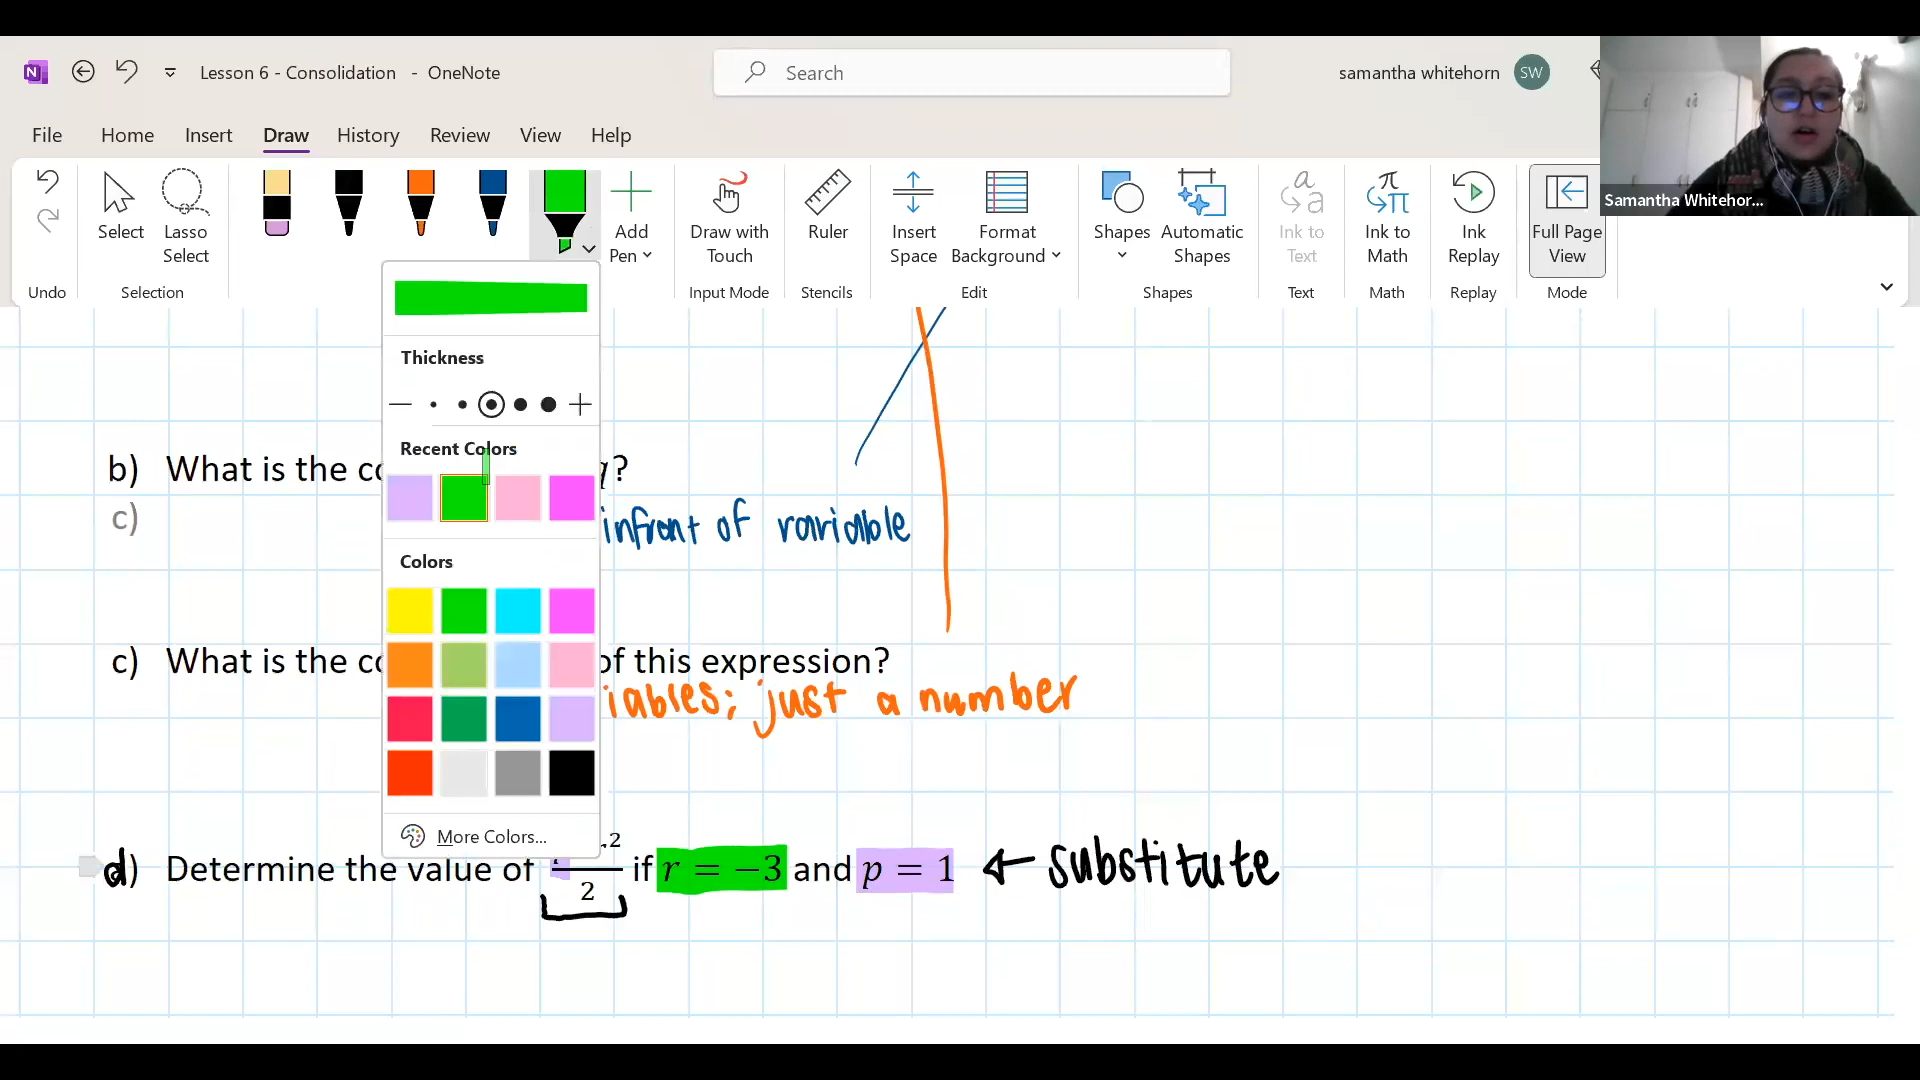 Lesson 6 - Consolidation - OneNote
Search
samantha whitehorn SW
File Home Insert Draw History Review View Help
Select
Lasso Select
Add Pen
Draw with Touch
Ruler
Insert Space
Format Background
Shapes
Automatic Shapes
Ink to Text
Ink to Math
Ink Replay
Full Page View
Samantha Whitehor...
Undo Selection Input Mode Stencils Edit Shapes Text Math Replay Mode
Thickness
Recent Colors
Colors
More Colors...
b) What is the co q?
c)
infront of variable
c) What is the co of this expression?
iables; just a number
d) Determine the value of 2 / 2 if r = −3 and p = 1 ← substitute